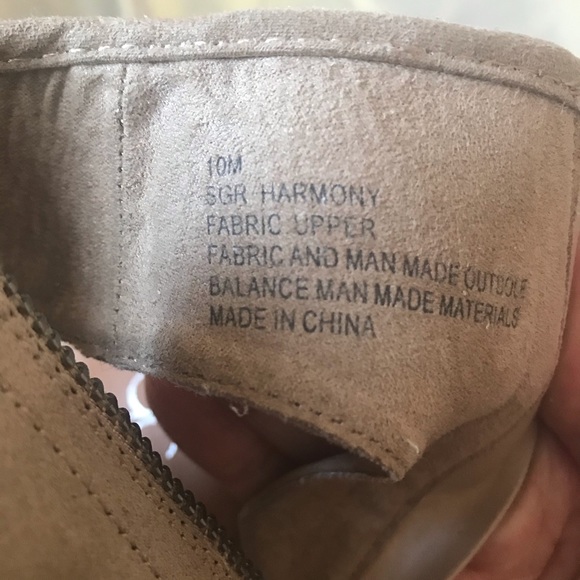 10M
SGR HARMONY
FABRIC UPPER
FABRIC AND MAN MADE OUTSOLE
BALANCE MAN MADE MATERIALS
MADE IN CHINA